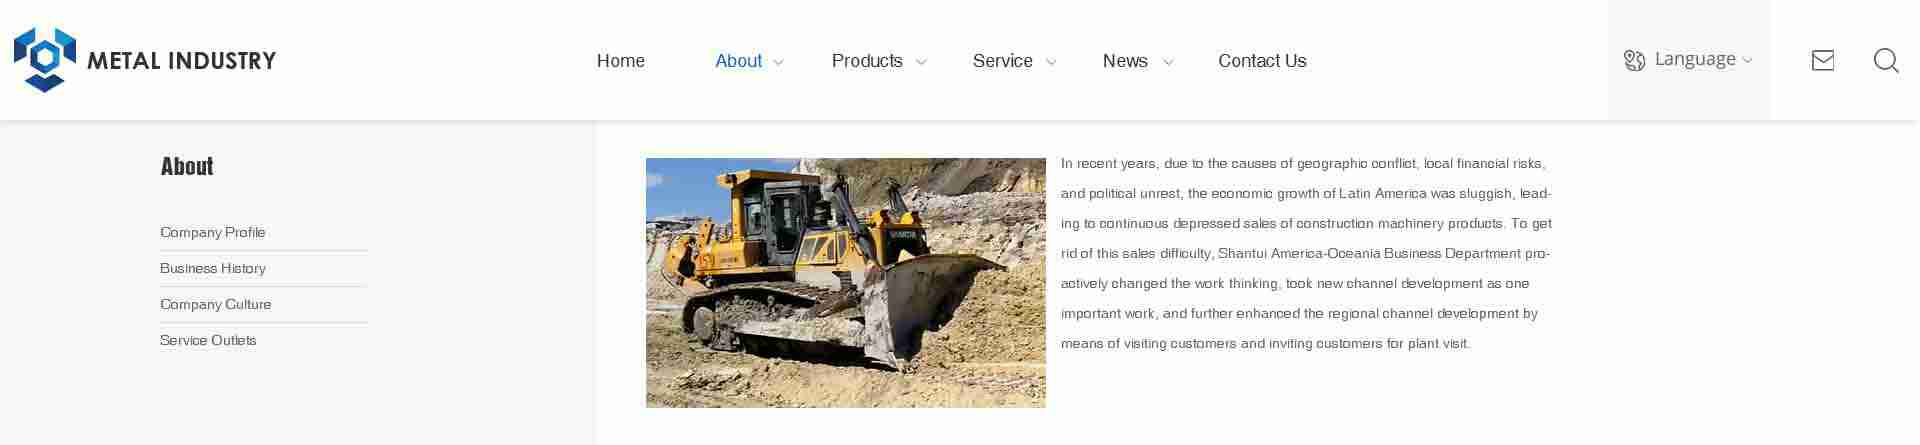 METAL INDUSTRY
Home About Products Service News Contact Us Language
About
Company Profile
Business History
Company Culture
Service Outlets
SHANTUI
In recent years, due to the causes of geographic conflict, local financial risks,
and political unrest, the economic growth of Latin America was sluggish, lead-
ing to continuous depressed sales of construction machinery products. To get
rid of this sales difficulty, Shantui America-Oceania Business Department pro-
actively changed the work thinking, took new channel development as one
important work, and further enhanced the regional channel development by
means of visiting customers and inviting customers for plant visit.